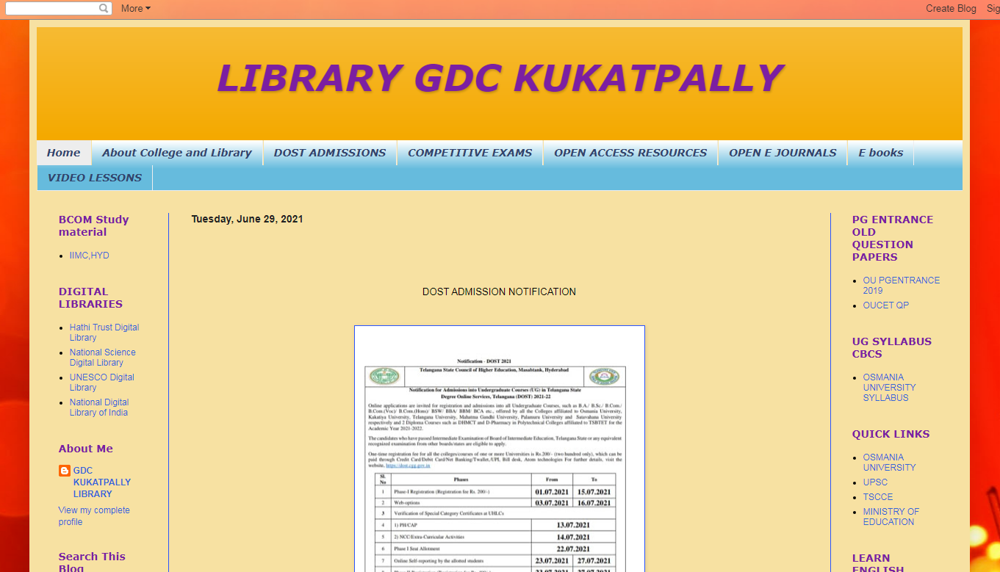 More
Create Blog Sig
LIBRARY GDC KUKATPALLY
Home About College and Library DOST ADMISSIONS COMPETITIVE EXAMS OPEN ACCESS RESOURCES OPEN E JOURNALS E books
VIDEO LESSONS
BCOM Study
material
IIMC,HYD
DIGITAL
LIBRARIES
Hathi Trust Digital
Library
National Science
Digital Library
UNESCO Digital
Library
National Digital
Library of India
About Me
GDC
KUKATPALLY
LIBRARY
View my complete
profile
Search This
Blog
Tuesday, June 29, 2021
DOST ADMISSION NOTIFICATION
Notification - DOST 2021
Telangana State Council of Higher Education, Masabtank, Hyderabad
Notification for Admissions into Undergraduate Courses (UG) in Telangana State
Degree Online Services, Telangana (DOST) 2021-22
Online applications are invited for registration and admissions into all Undergraduate Courses, such as B.A./ B.Sc./ B.Com./
B.Com.(Voc)/ B.Com.(Hons)/ BSW/ BBA/ BBM/ BCA etc., offered by all the Colleges affiliated to Osmania University,
Kakatiya University, Telangana University, Mahatma Gandhi University, Palamuru University and Satavahana University
respectively and 2 Diploma Courses such as DHMCT and D-Pharmacy in Polytechnical Colleges affiliated to TSBTET for the
Academic Year 2021-2022.
The candidates who have passed Intermediate Examination of Board of Intermediate Education, Telangana State or any equivalent
recognized examination from other boards/states are eligible to apply.
One-time registration fee for all the colleges/courses of one or more Universities is Rs.200/- (two hundred only), which can be
paid through Credit Card/Debit Card/Net Banking/Twallet,/UPI, Bill desk, Atom technologies For further details, visit the
website, https://dost.cgg.gov.in
Sl. No Phases From To
1 Phase-I Registration (Registration fee Rs. 200/-) 01.07.2021 15.07.2021
2 Web-options 03.07.2021 16.07.2021
3 Verification of Special Category Certificates at UHLCs
4 1) PH/CAP 13.07.2021
5 2) NCC/Extra-Curricular Activities 14.07.2021
6 Phase I Seat Allotment 22.07.2021
7 Online Self-reporting by the allotted students 23.07.2021 27.07.2021
PG ENTRANCE
OLD
QUESTION
PAPERS
OU PGENTRANCE
2019
OUCET QP
UG SYLLABUS
CBCS
OSMANIA
UNIVERSITY
SYLLABUS
QUICK LINKS
OSMANIA
UNIVERSITY
UPSC
TSCCE
MINISTRY OF
EDUCATION
LEARN
ENGLISH